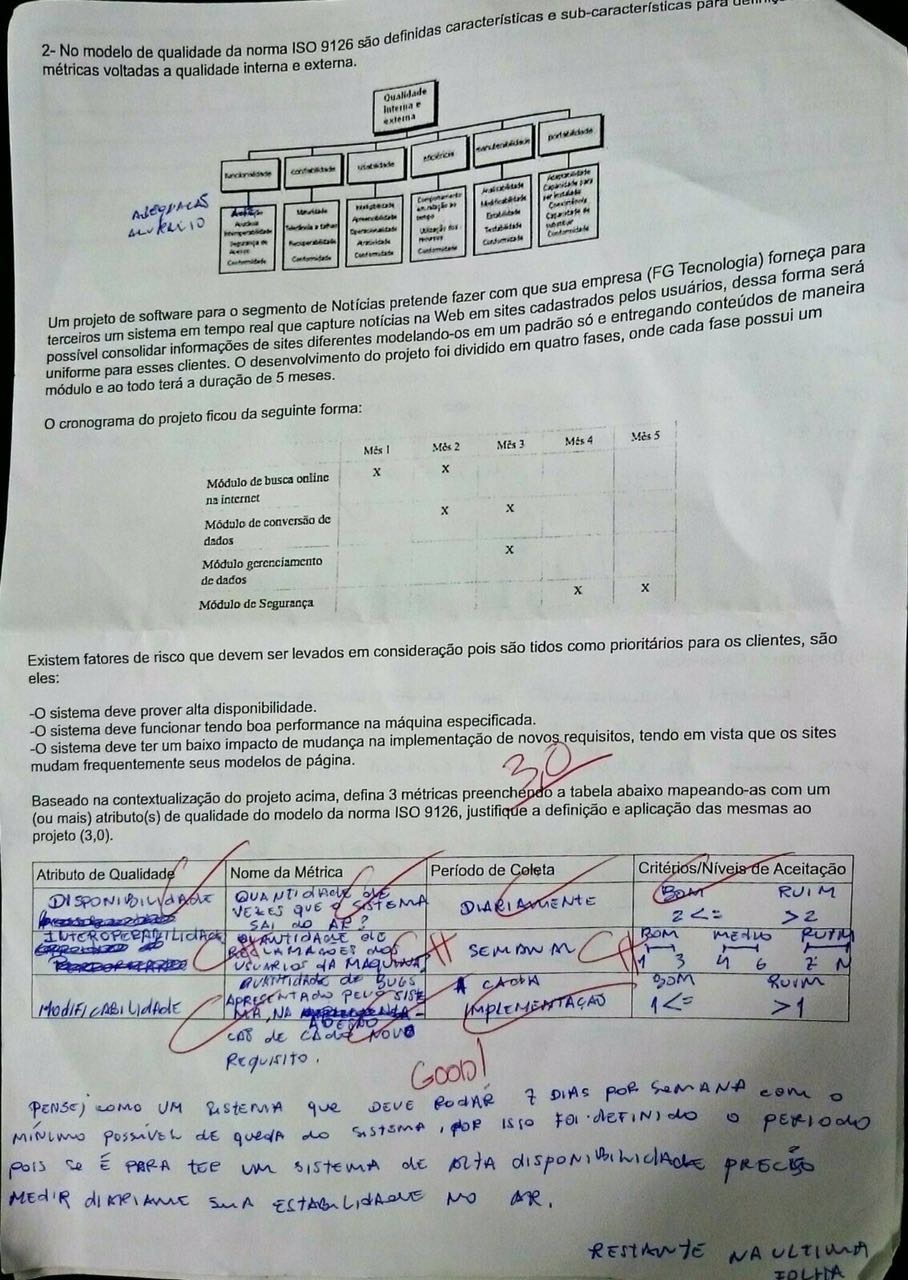 2- No modelo de qualidade da norma ISO 9126 são definidas características e sub-características para
métricas voltadas a qualidade interna e externa.
Qualidade
interna e
externa
funcionalidade confiabilidade usabilidade eficiência manutenibilidade portabilidade
ADEQUAÇÃO
Acurácia
Interoperabilidade
Segurança de
Acesso
Conformidade
Maturidade
Tolerância a falhas
Recuperabilidade
Conformidade
Inteligibilidade
Apreensibilidade
Operacionalidade
Atratividade
Conformidade
Comportamento
em relação ao
tempo
Utilização dos
recursos
Conformidade
Analisabilidade
Modificabilidade
Estabilidade
Testabilidade
Conformidade
Adaptabilidade
Capacidade para
ser instalado
Coexistência
Capacidade de
substituir
Conformidade
Um projeto de software para o segmento de Notícias pretende fazer com que sua empresa (FG Tecnologia) forneça para
terceiros um sistema em tempo real que capture notícias na Web em sites cadastrados pelos usuários, dessa forma será
possível consolidar informações de sites diferentes modelando-os em um padrão só e entregando conteúdos de maneira
uniforme para esses clientes. O desenvolvimento do projeto foi dividido em quatro fases, onde cada fase possui um
módulo e ao todo terá a duração de 5 meses.
O cronograma do projeto ficou da seguinte forma:
Mês 1 Mês 2 Mês 3 Mês 4 Mês 5
Módulo de busca online x x
na internet
Módulo de conversão de x x
dados
Módulo gerenciamento x
de dados
Módulo de Segurança x x
Existem fatores de risco que devem ser levados em consideração pois são tidos como prioritários para os clientes, são
eles:
-O sistema deve prover alta disponibilidade.
-O sistema deve funcionar tendo boa performance na máquina especificada.
-O sistema deve ter um baixo impacto de mudança na implementação de novos requisitos, tendo em vista que os sites
mudam frequentemente seus modelos de página.
3,0
Baseado na contextualização do projeto acima, defina 3 métricas preenchendo a tabela abaixo mapeando-as com um
(ou mais) atributo(s) de qualidade do modelo da norma ISO 9126, justifique a definição e aplicação das mesmas ao
projeto (3,0).
Atributo de Qualidade Nome da Métrica Período de Coleta Critérios/Níveis de Aceitação
DISPONIBILIDADE
QUANTIDADE DE
VEZES QUE O SISTEMA
SAI DO AR?
DIARIAMENTE
BOM RUIM
2 <= >2
INTEROPERABILIDADE
QUANTIDADE DE
RECLAMAÇÕES DOS
USUARIOS DA MAQUINA
SEMANAL
BOM MEDIO RUIM
1 3 4 6 7 N
MODIFICABILIDADE
QUANTIDADE DE BUGS
APRESENTADO PELO SISTE
MA, NA
DE CADA NOVO
REQUISITO.
A CADA
IMPLEMENTAÇÃO
BOM RUIM
1 <= >1
GOOD!
PENSEI COMO UM SISTEMA QUE DEVE RODAR 7 DIAS POR SEMANA COM O
MÍNIMO POSSÍVEL DE QUEDA DO SISTEMA, POR ISSO FOI DEFINIDO O PERIODO
POIS SE É PARA TER UM SISTEMA DE ALTA DISPONIBILIDADE PRECISO
MEDIR DIARIAME SUA ESTABILIDADE NO AR.
RESTANTE NA ULTIMA
FOLHA